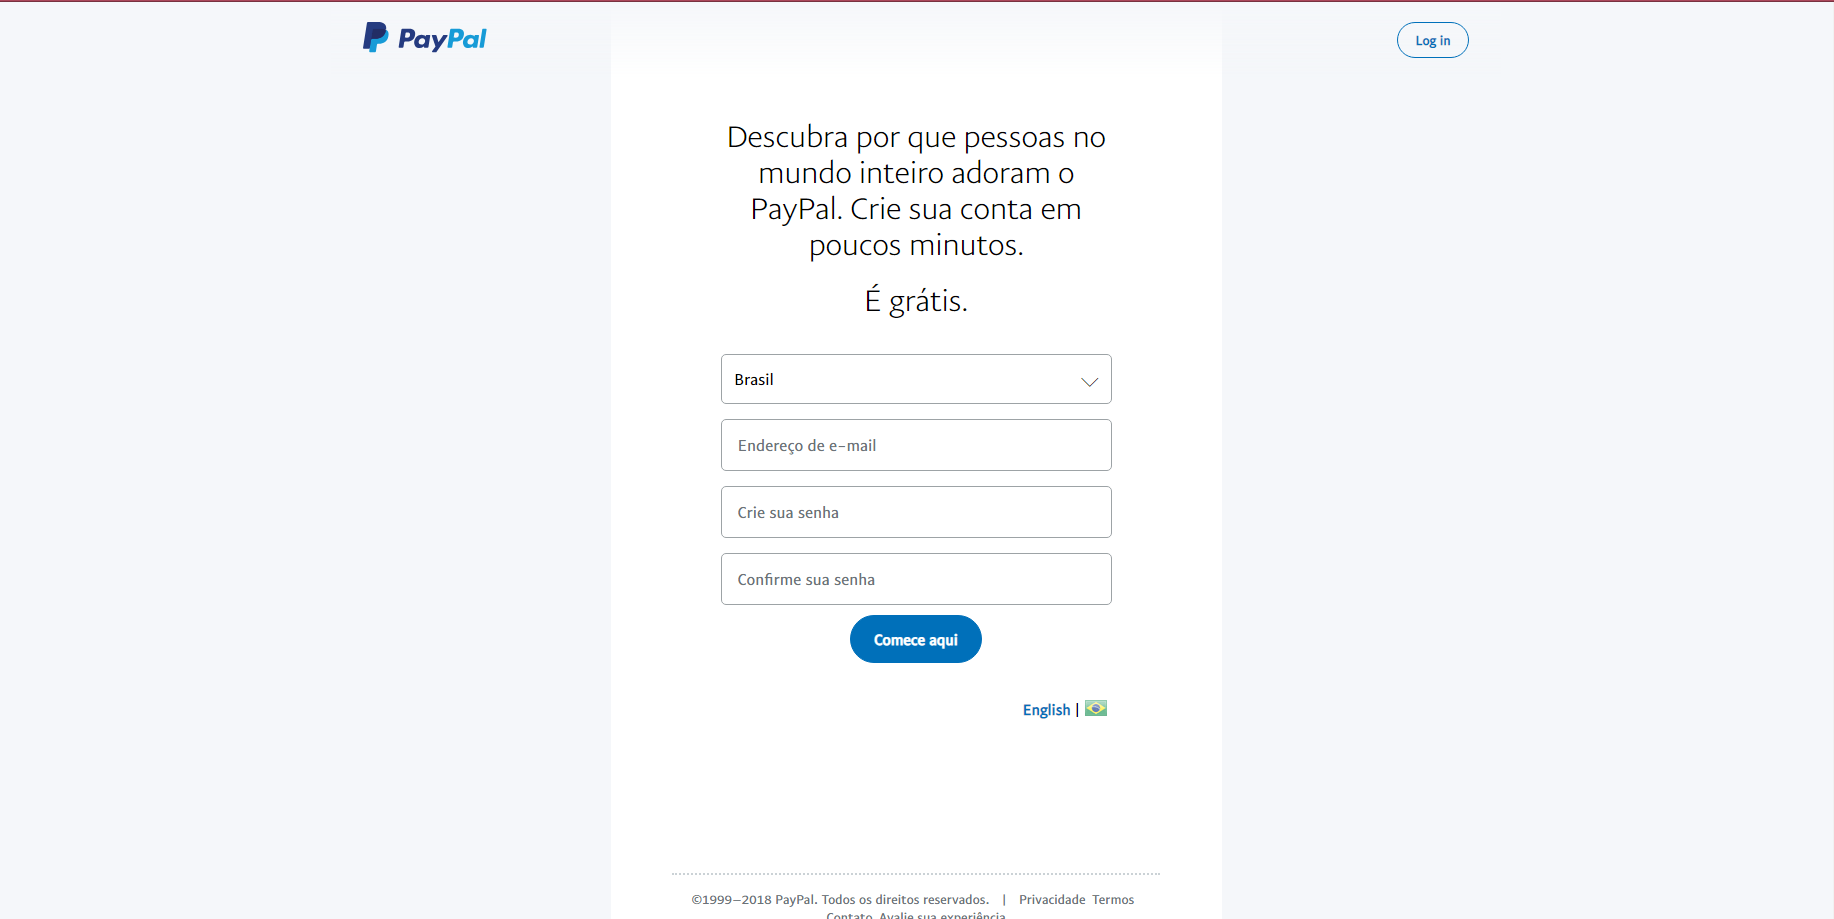 PayPal
Log in
Descubra por que pessoas no
mundo inteiro adoram o
PayPal. Crie sua conta em
poucos minutos.
É grátis.
Brasil
Endereço de e-mail
Crie sua senha
Confirme sua senha
Comece aqui
English |
©1999–2018 PayPal. Todos os direitos reservados. | Privacidade Termos
Contato Avalie sua experiência